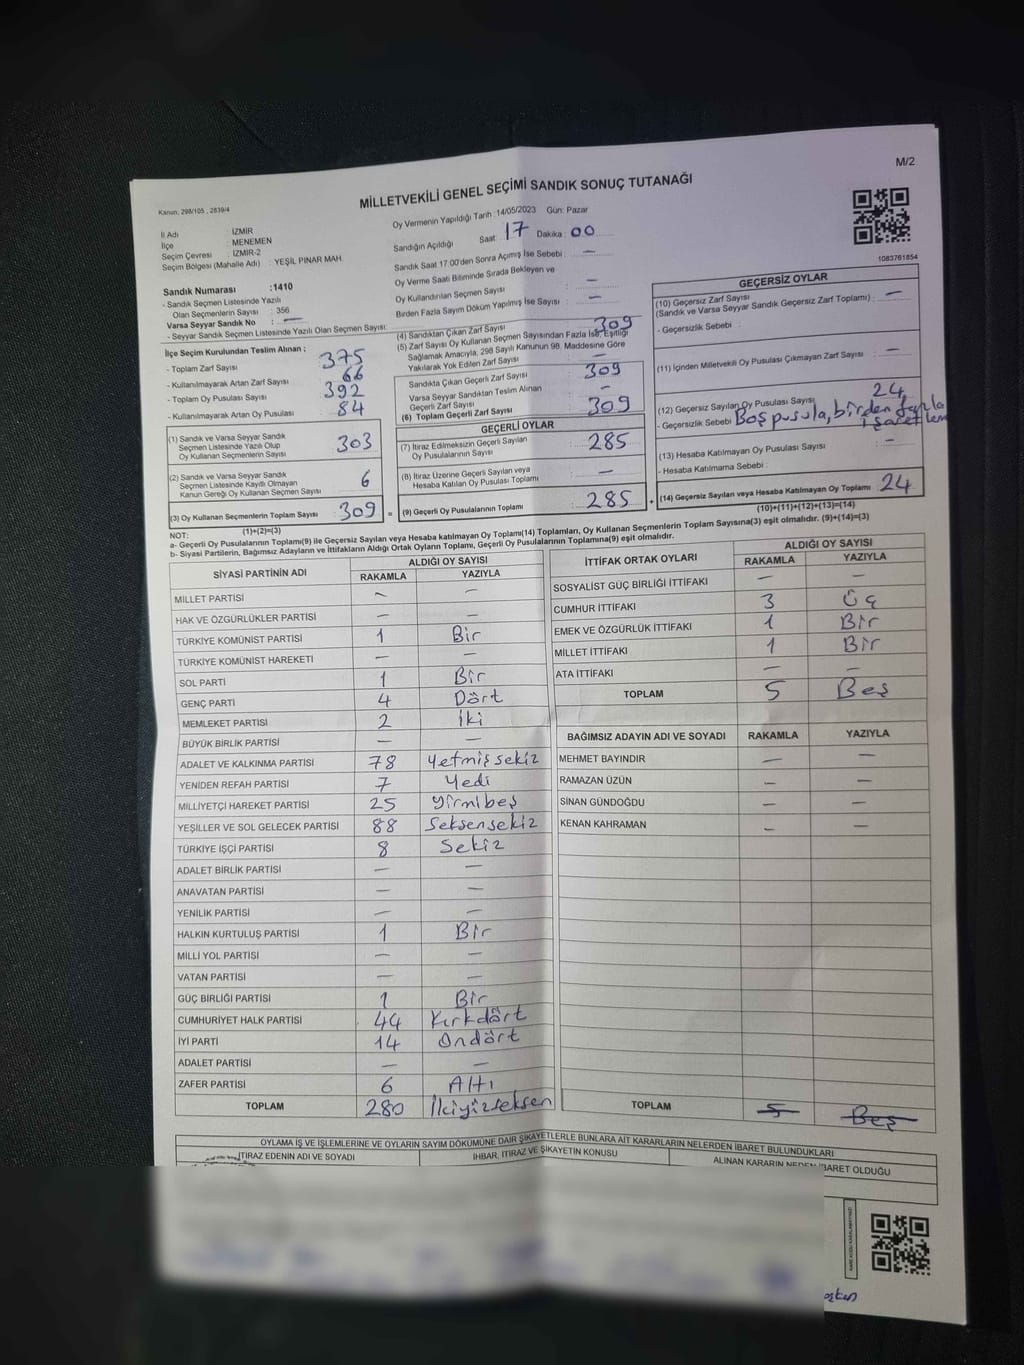 M/2
MİLLETVEKİLİ GENEL SEÇİMİ SANDIK SONUÇ TUTANAĞI
Kanun; 298/105 , 2839/4
İl Adı : İZMİR
İlçe : MENEMEN
Seçim Çevresi : İZMİR-2
Seçim Bölgesi (Mahalle Adı) : YEŞİL PINAR MAH.
Oy Vermenin Yapıldığı Tarih : 14/05/2023 Gün: Pazar
Sandığın Açıldığı Saat : 17 Dakika : 00
Sandık Saat 17.00'den Sonra Açımış İse Sebebi : —
Oy Verme Saati Bitiminde Sırada Bekleyen ve
Oy Kullandırılan Seçmen Sayısı : —
Birden Fazla Sayım Döküm Yapılmış İse Sayısı : —
1083761854
Sandık Numarası :1410
- Sandık Seçmen Listesinde Yazılı
Olan Seçmenlerin Sayısı : 356
Varsa Seyyar Sandık No : —
- Seyyar Sandık Seçmen Listesinde Yazılı Olan Seçmen Sayısı:
İlçe Seçim Kurulundan Teslim Alınan ;
- Toplam Zarf Sayısı 375
- Kullanılmayarak Artan Zarf Sayısı 66
- Toplam Oy Pusulası Sayısı 392
- Kullanılmayarak Artan Oy Pusulası 84
(1) Sandık ve Varsa Seyyar Sandık
Seçmen Listesinde Yazılı Olup
Oy Kullanan Seçmenlerin Sayısı 303
(2) Sandık ve Varsa Seyyar Sandık
Seçmen Listesinde Kayıtlı Olmayan
Kanun Gereği Oy Kullanan Seçmen Sayısı 6
(3) Oy Kullanan Seçmenlerin Toplam Sayısı 309 =
(1)+(2)=(3)
(4) Sandıktan Çıkan Zarf Sayısı 309
(5) Zarf Sayısı Oy Kullanan Seçmen Sayısından Fazla İse, Eşitliği
Sağlamak Amacıyla, 298 Sayılı Kanunun 98. Maddesine Göre
Yakılarak Yok Edilen Zarf Sayısı —
Sandıkta Çıkan Geçerli Zarf Sayısı 309
Varsa Seyyar Sandıktan Teslim Alınan
Geçerli Zarf Sayısı —
(6) Toplam Geçerli Zarf Sayısı 309
GEÇERLİ OYLAR
(7) İtiraz Edilmeksizin Geçerli Sayılan
Oy Pusulalarının Sayısı 285
(8) İtiraz Üzerine Geçerli Sayılan veya
Hesaba Katılan Oy Pusulası Toplamı —
(9) Geçerli Oy Pusulalarının Toplamı 285 +
GEÇERSİZ OYLAR
(10) Geçersiz Zarf Sayısı
(Sandık ve Varsa Seyyar Sandık Geçersiz Zarf Toplamı) : —
- Geçersizlik Sebebi :
(11) İçinden Milletvekili Oy Pusulası Çıkmayan Zarf Sayısı : —
(12) Geçersiz Sayılan Oy Pusulası Sayısı 24
- Geçersizlik Sebebi Boş pusula, birden fazla
işaretleme
(13) Hesaba Katılmayan Oy Pusulası Sayısı —
- Hesaba Katılmama Sebebi :
(14) Geçersiz Sayılan veya Hesaba Katılmayan Oy Toplamı 24
(10)+(11)+(12)+(13)=(14)
NOT:
a- Geçerli Oy Pusulalarının Toplamı(9) ile Geçersiz Sayılan veya Hesaba katılmayan Oy Toplamı(14) Toplamları, Oy Kullanan Seçmenlerin Toplam Sayısına(3) eşit olmalıdır. (9)+(14)=(3)
b- Siyasi Partilerin, Bağımsız Adayların ve İttifakların Aldığı Ortak Oyların Toplamı, Geçerli Oy Pusulalarının Toplamına(9) eşit olmalıdır.
SİYASİ PARTİNİN ADI ALDIĞI OY SAYISI
RAKAMLA YAZIYLA
MİLLET PARTİSİ — —
HAK VE ÖZGÜRLÜKLER PARTİSİ — —
TÜRKİYE KOMÜNİST PARTİSİ 1 Bir
TÜRKİYE KOMÜNİST HAREKETİ — —
SOL PARTİ 1 Bir
GENÇ PARTİ 4 Dört
MEMLEKET PARTİSİ 2 İki
BÜYÜK BİRLİK PARTİSİ — —
ADALET VE KALKINMA PARTİSİ 78 Yetmiş sekiz
YENİDEN REFAH PARTİSİ 7 Yedi
MİLLİYETÇİ HAREKET PARTİSİ 25 Yirmibeş
YEŞİLLER VE SOL GELECEK PARTİSİ 88 Seksensekiz
TÜRKİYE İŞÇİ PARTİSİ 8 Sekiz
ADALET BİRLİK PARTİSİ — —
ANAVATAN PARTİSİ — —
YENİLİK PARTİSİ — —
HALKIN KURTULUŞ PARTİSİ 1 Bir
MİLLİ YOL PARTİSİ — —
VATAN PARTİSİ — —
GÜÇ BİRLİĞİ PARTİSİ 1 Bir
CUMHURİYET HALK PARTİSİ 44 Kırkdört
İYİ PARTİ 14 Ondört
ADALET PARTİSİ — —
ZAFER PARTİSİ 6 Altı
TOPLAM 280 İkiyüzseksen
İTTİFAK ORTAK OYLARI ALDIĞI OY SAYISI
RAKAMLA YAZIYLA
SOSYALİST GÜÇ BİRLİĞİ İTTİFAKI — —
CUMHUR İTTİFAKI 3 Üç
EMEK VE ÖZGÜRLÜK İTTİFAKI 1 Bir
MİLLET İTTİFAKI 1 Bir
ATA İTTİFAKI — —
TOPLAM 5 Beş
BAĞIMSIZ ADAYIN ADI VE SOYADI RAKAMLA YAZIYLA
MEHMET BAYINDIR — —
RAMAZAN ÜZÜN — —
SİNAN GÜNDOĞDU — —
KENAN KAHRAMAN — —
TOPLAM 5 Beş
OYLAMA İŞ VE İŞLEMLERİNE VE OYLARIN SAYIM DÖKÜMÜNE DAİR ŞİKAYETLERLE BUNLARA AİT KARARLARIN NELERDEN İBARET BULUNDUKLARI
İTİRAZ EDENİN ADI VE SOYADI İHBAR, İTİRAZ VE ŞİKAYETİN KONUSU ALINAN KARARIN NEDEN İBARET OLDUĞU